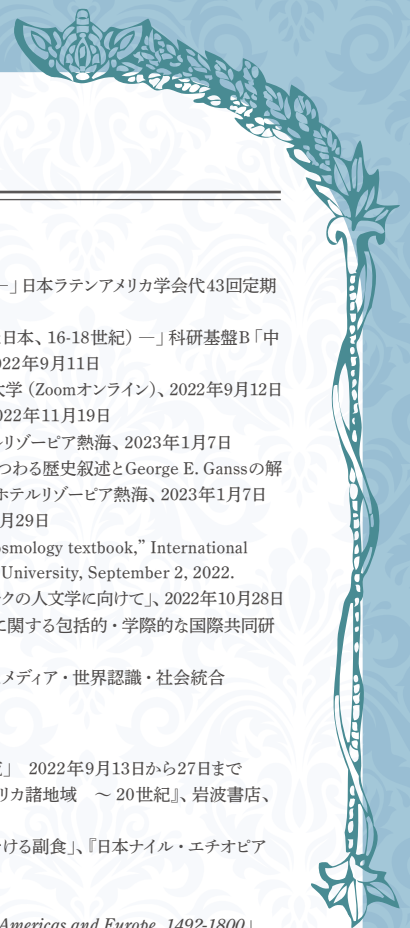 ―」日本ラテンアメリカ学会代43回定期
日本、16-18世紀）―」科研基盤B「中
022年9月11日
大学（Zoomオンライン）、2022年9月12日
022年11月19日
ルリゾーピア熱海、2023年1月7日
つわる歴史叙述とGeorge E. Ganssの解
ホテルリゾーピア熱海、2023年1月7日
月29日
osmology textbook,” International
University, September 2, 2022.
クの人文学に向けて」、2022年10月28日
に関する包括的・学際的な国際共同研
メディア・世界認識・社会統合
」 2022年9月13日から27日まで
リカ諸地域　～20世紀』、岩波書店、
ける副食」、『日本ナイル・エチオピア
Americas and Europe, 1492-1800」